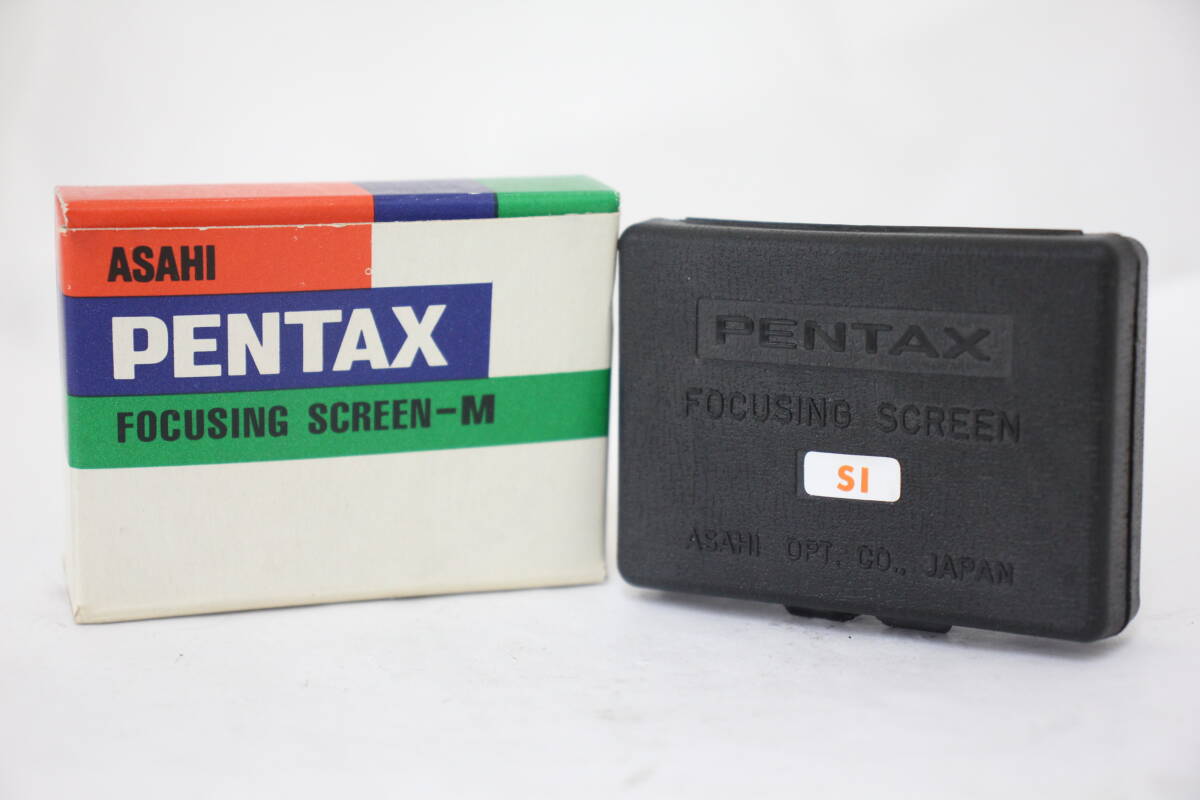 ASAHI
PENTAX
FOCUSING SCREEN-M
PENTAX
FOCUSING SCREEN
SI
ASAHI OPT. CO., JAPAN